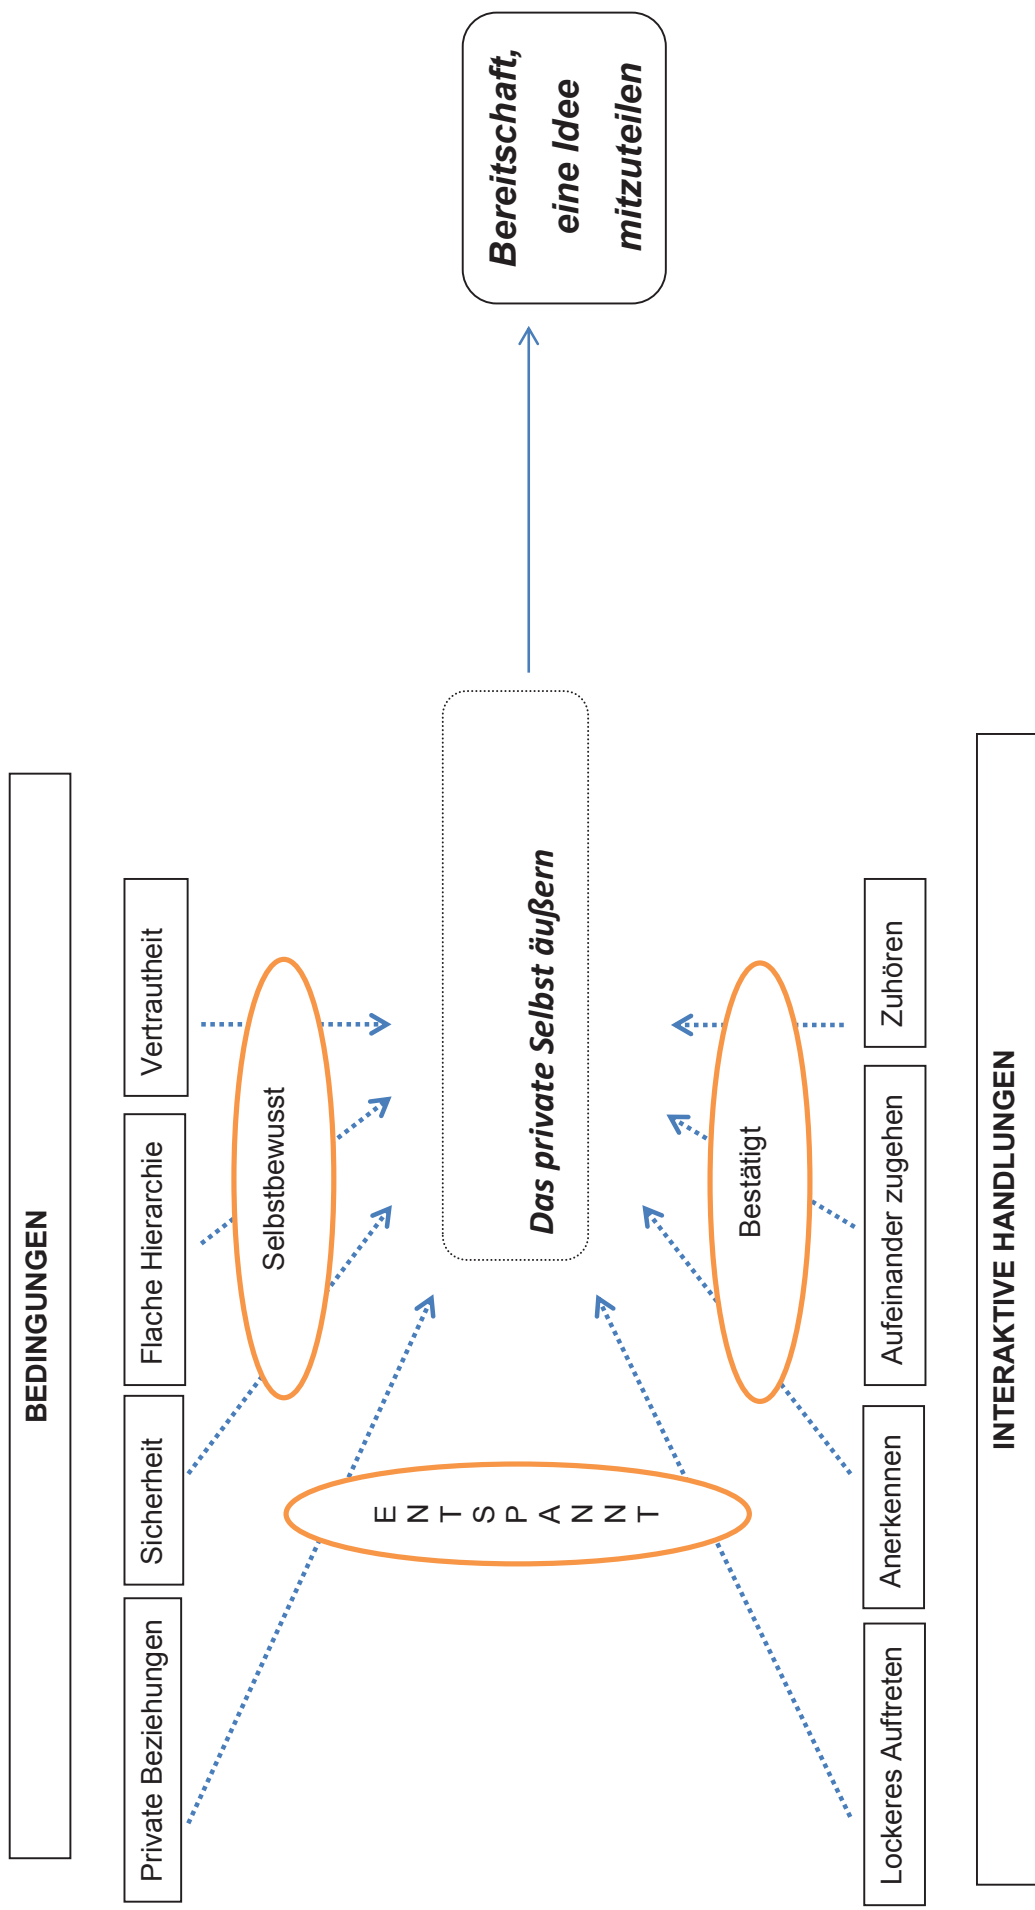 BEDINGUNGEN
Private Beziehungen
Sicherheit
Flache Hierarchie
Vertrautheit
Selbstbewusst
ENTSPANNT
Das private Selbst äußern
Bereitschaft,
eine Idee
mitzuteilen
Bestätigt
Lockeres Auftreten
Anerkennen
Aufeinander zugehen
Zuhören
INTERAKTIVE HANDLUNGEN